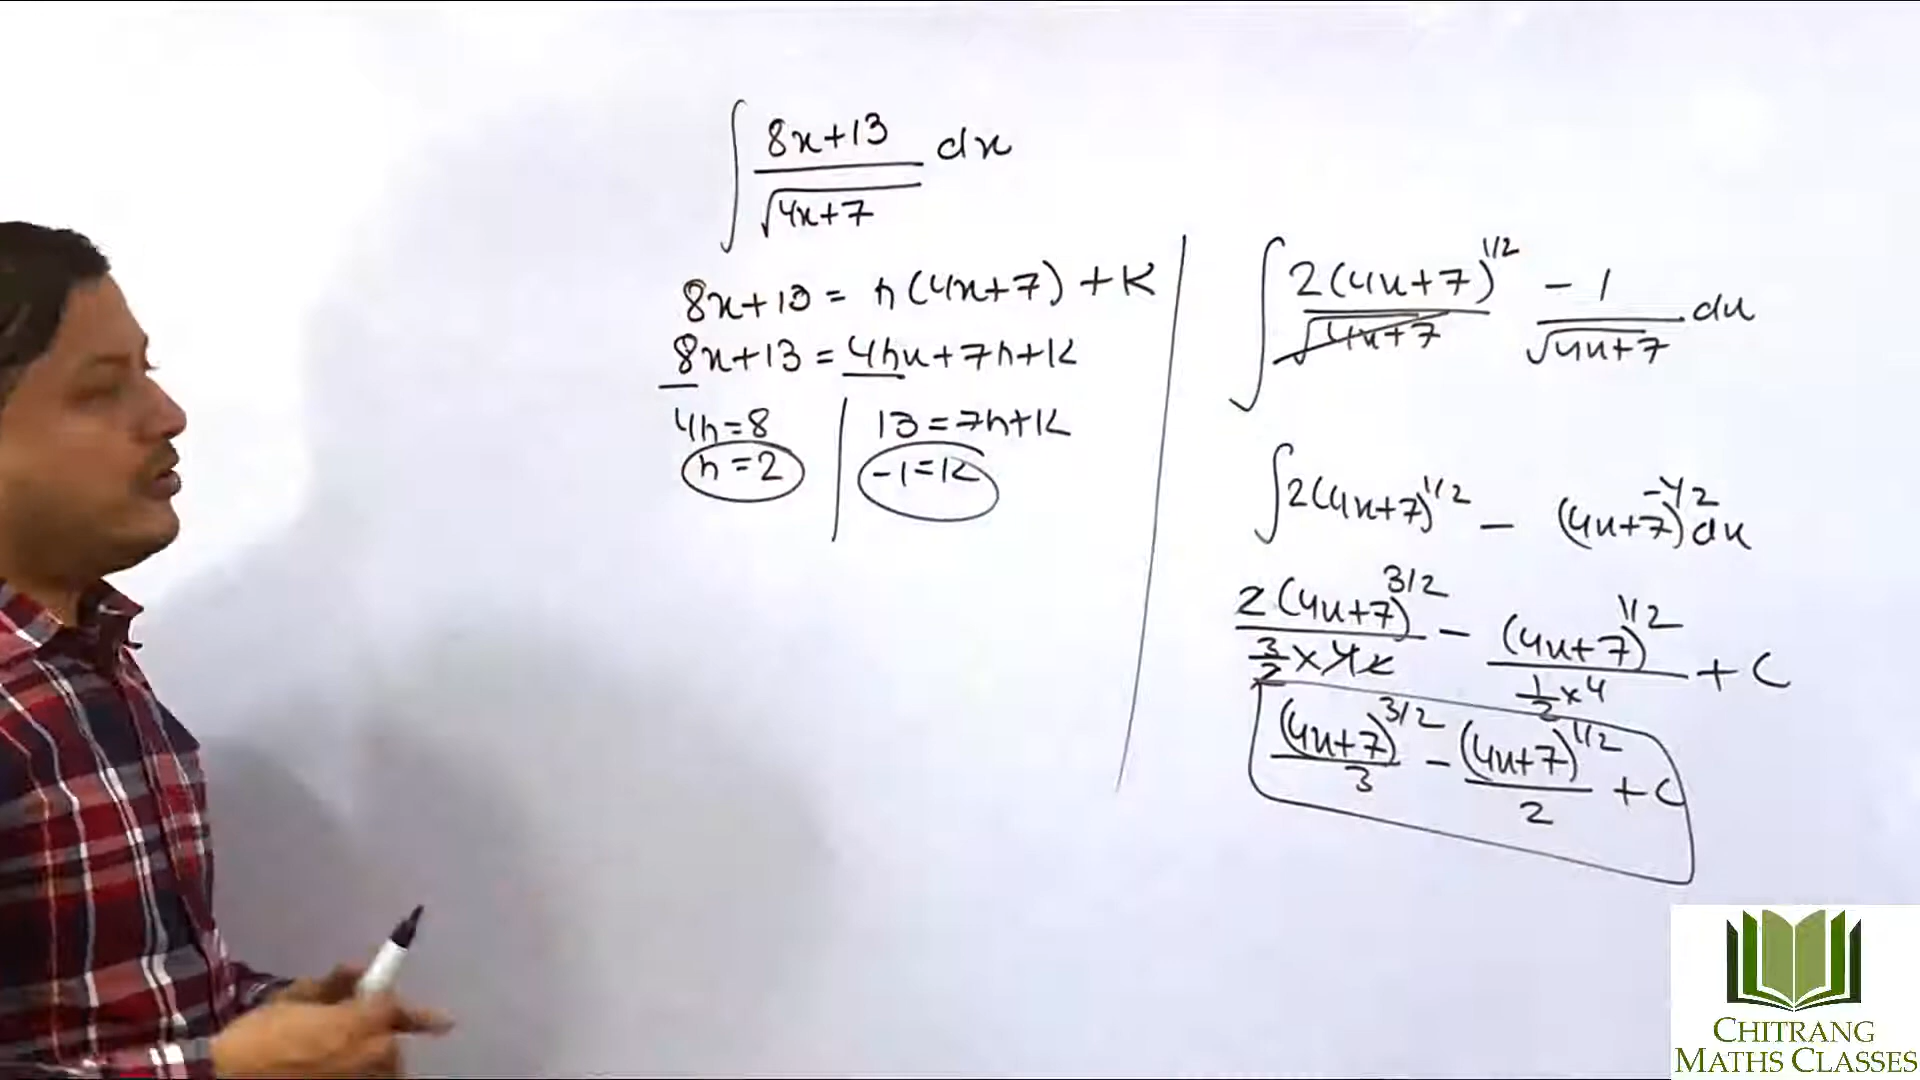 ∫ (8x+13)/√(4x+7) dx
8x+13 = h(4x+7)+k
8x+13 = 4hx+7h+k
4h=8 | 13=7h+k
h=2 | -1=k
∫ 2(4x+7)^1/2 / √(4x+7) - 1/√(4x+7) dx
∫ 2(4x+7)^1/2 - (4x+7)^-1/2 dx
2(4x+7)^3/2 / (3/2 × 4x) - (4x+7)^1/2 / (1/2 × 4) + C
(4x+7)^3/2 / 3 - (4x+7)^1/2 / 2 + C
CHITRANG
MATHS CLASSES